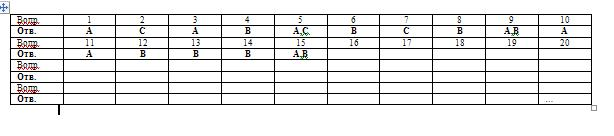 Вопр. 1 2 3 4 5 6 7 8 9 10
Отв. A C A B A,C B C B A,B A
Вопр. 11 12 13 14 15 16 17 18 19 20
Отв. A B B B A,B
Вопр.
Отв.
Вопр.
Отв. ...